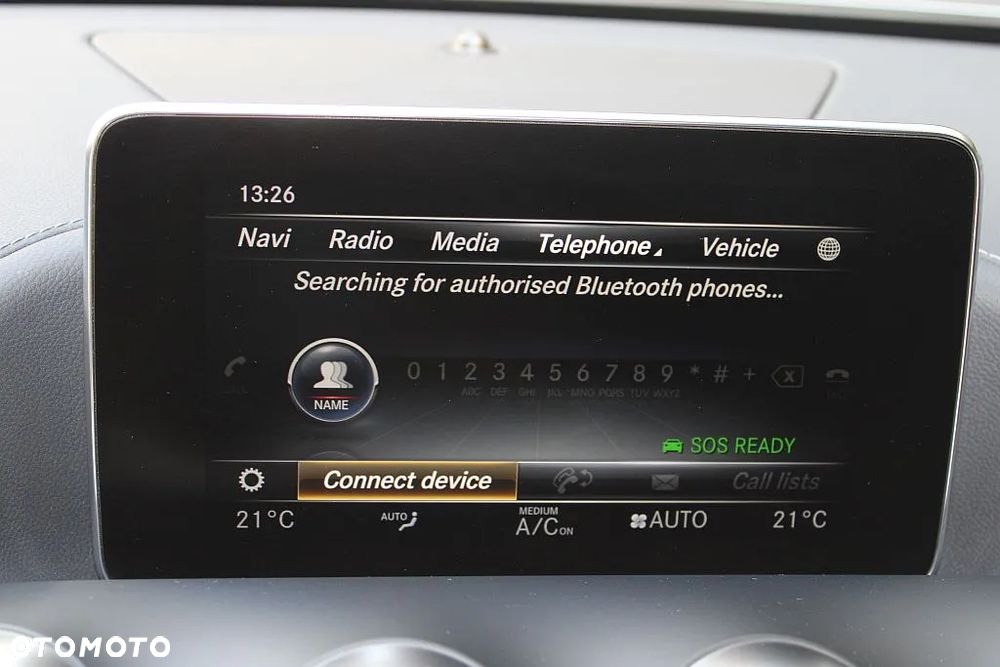 13:26
Navi Radio Media Telephone Vehicle
Searching for authorised Bluetooth phones...
NAME
0 1 2 3 4 5 6 7 8 9 * # +
ABC DEF GHI JKL MNO PQRS TUV WXYZ
SOS READY
Connect device Call lists
21°C AUTO MEDIUM A/C ON AUTO 21°C
OTOMOTO